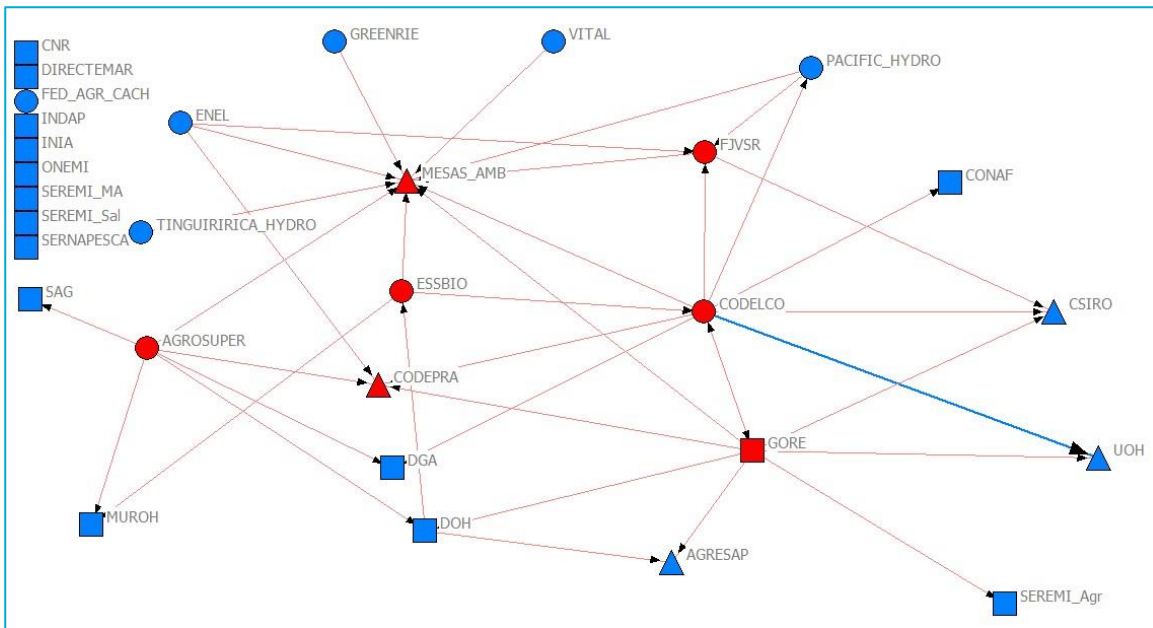 CNR
DIRECTEMAR
FED_AGR_CACH
INDAP
INIA
ONEMI
SEREMI_MA
SEREMI_Sal
SERNAPESCA
GREENRIE
VITAL
PACIFIC_HYDRO
ENEL
FJVSR
MESAS_AMB
CONAF
TINGUIRIRICA_HYDRO
SAG
ESSBIO
CODELCO
CSIRO
AGROSUPER
CODEPRA
GORE
UOH
DGA
MUROH
DOH
AGRESAP
SEREMI_Agr